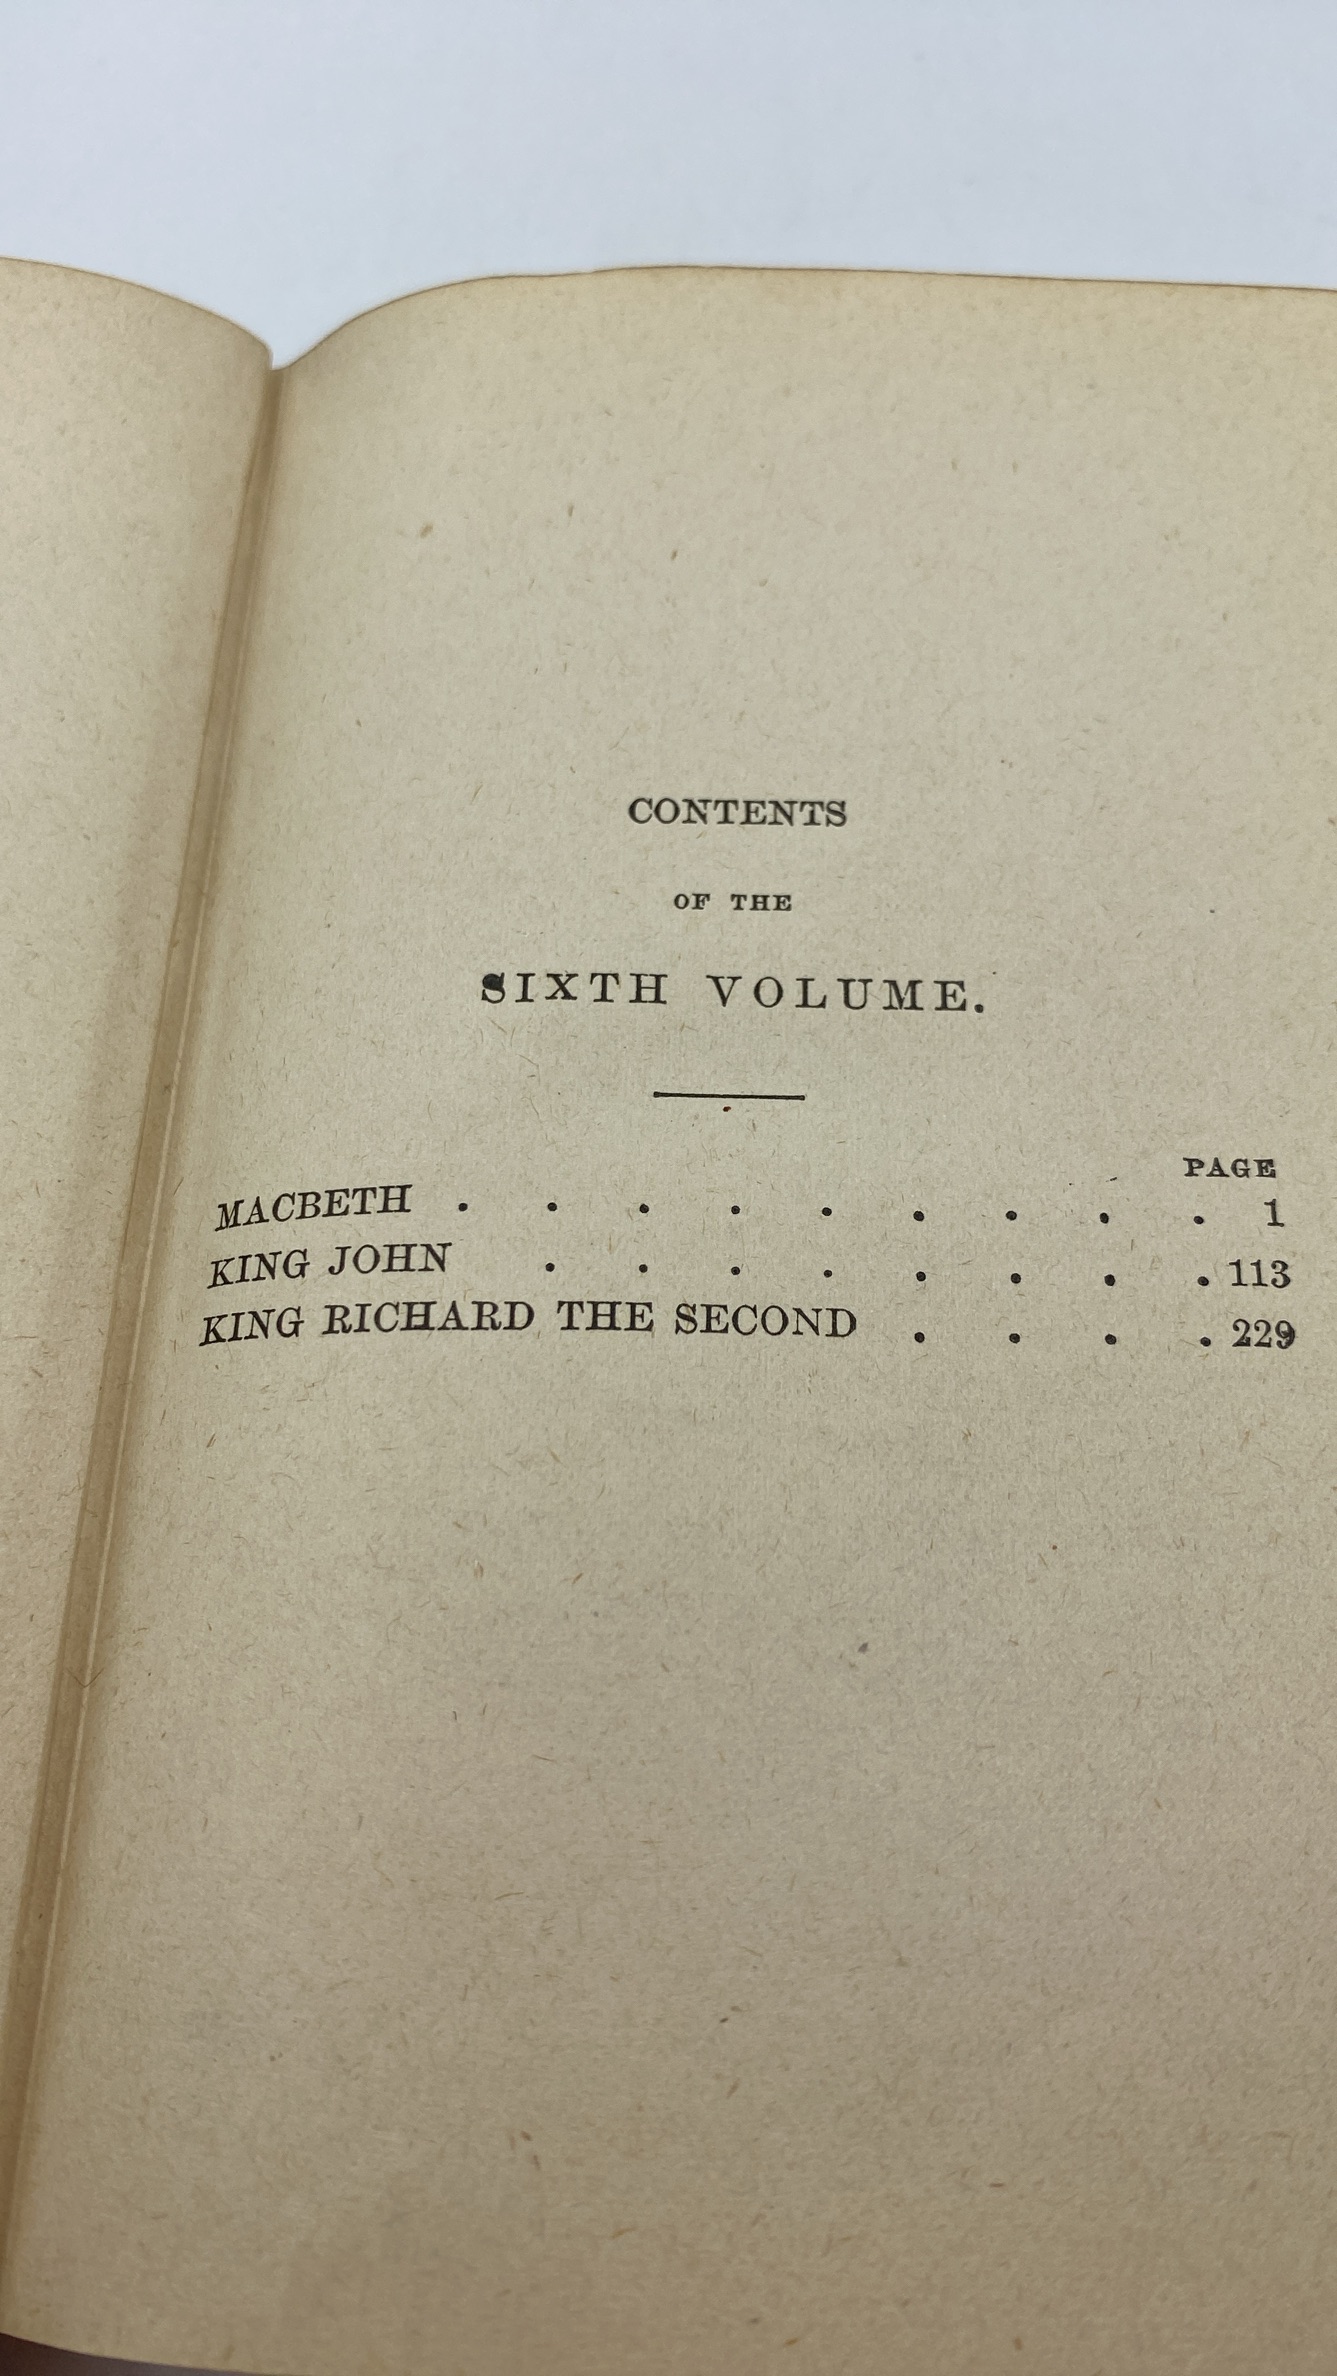 CONTENTS
OF THE
SIXTH VOLUME.
PAGE
MACBETH . . . . . . . . . 1
KING JOHN . . . . . . . . 113
KING RICHARD THE SECOND . . . . 229